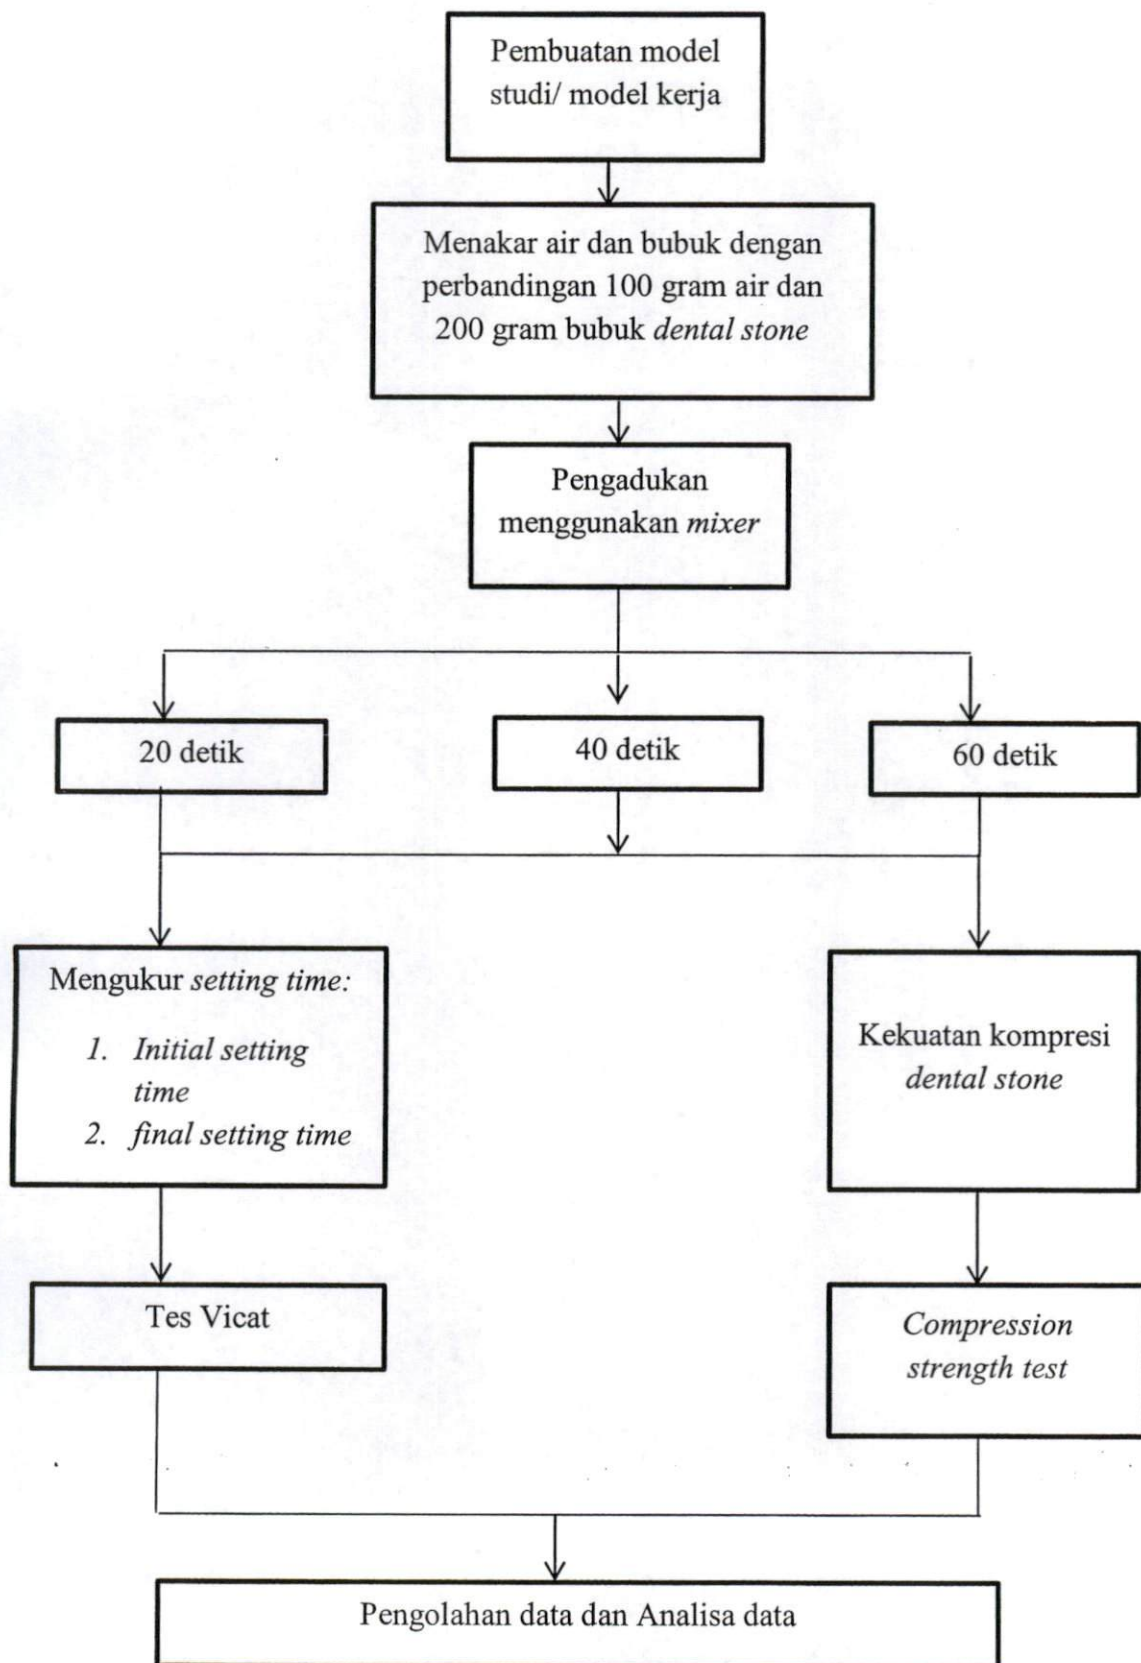 Pembuatan model
studi/ model kerja
Menakar air dan bubuk dengan
perbandingan 100 gram air dan
200 gram bubuk dental stone
Pengadukan
menggunakan mixer
20 detik
40 detik
60 detik
Mengukur setting time:
1. Initial setting
time
2. final setting time
Kekuatan kompresi
dental stone
Tes Vicat
Compression
strength test
Pengolahan data dan Analisa data